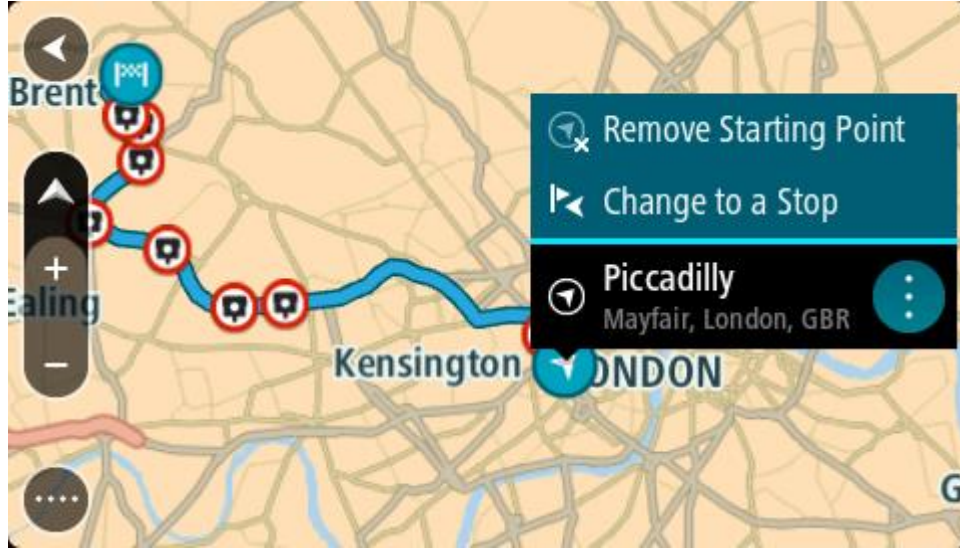 Brent
Remove Starting Point
Change to a Stop
Piccadilly
Mayfair, London, GBR
Ealing
Kensington
ONDON
G